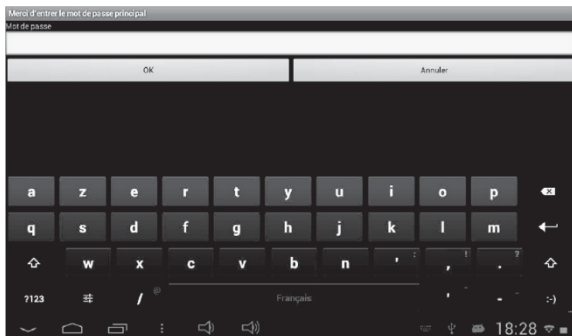 Merci d'entrer le mot de passe principal
Mot de passe
OK Annuler
a z e r t y u i o p
q s d f g h j k l m
w x c v b n ' : , ! . ?
?123 / @ Français ' - :-)
18:28